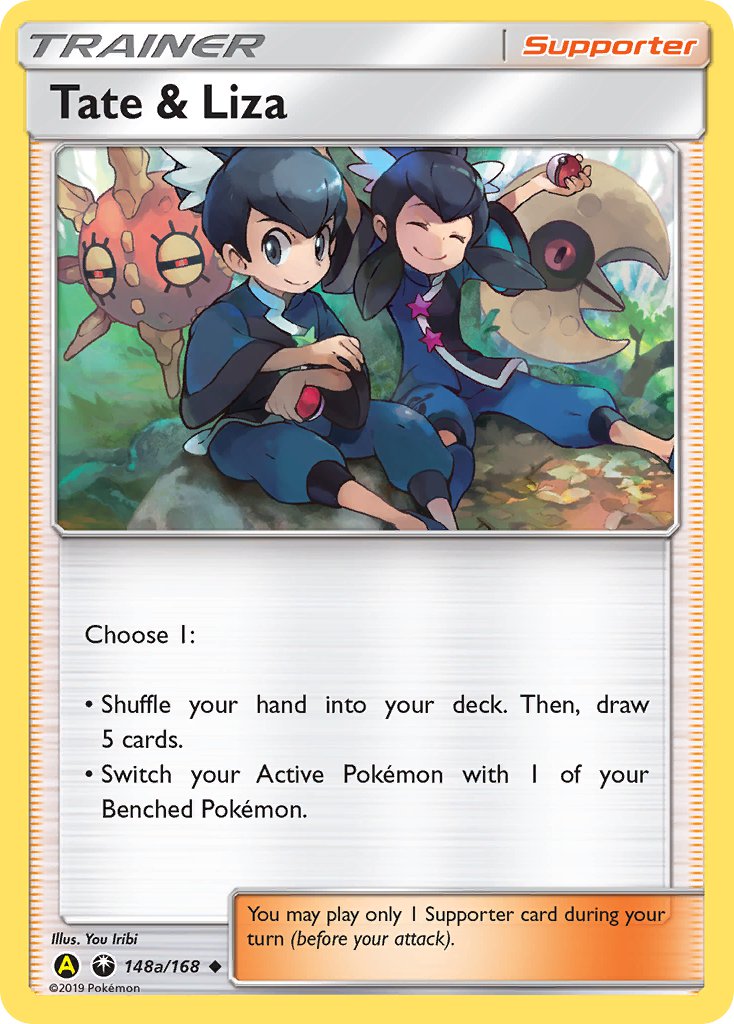 TRAINER
Supporter
Tate & Liza
Choose 1:
• Shuffle your hand into your deck. Then, draw
5 cards.
• Switch your Active Pokémon with 1 of your
Benched Pokémon.
You may play only 1 Supporter card during your
turn (before your attack).
Illus. You Iribi
A 148a/168
©2019 Pokémon